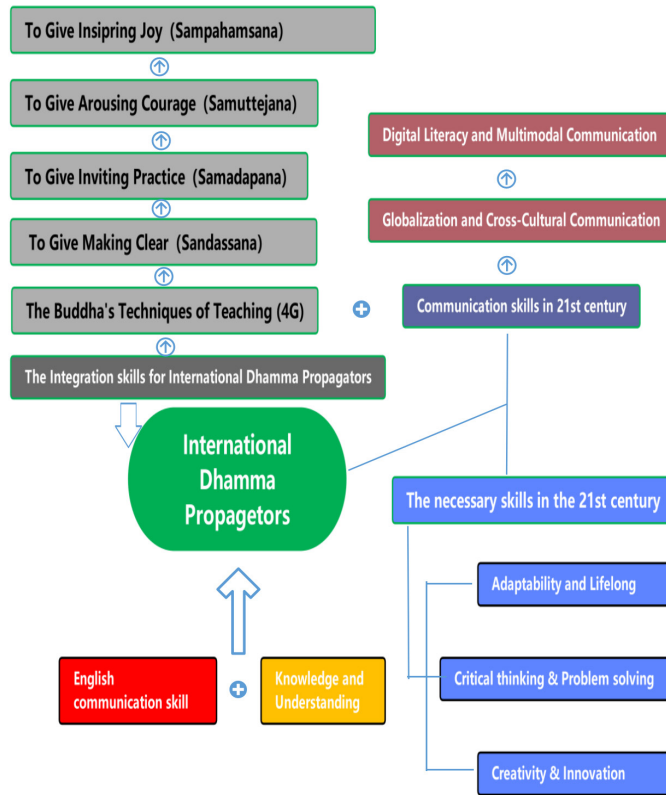 To Give Insipring Joy (Sampahamsana)
To Give Arousing Courage (Samuttejana)
To Give Inviting Practice (Samadapana)
To Give Making Clear (Sandassana)
The Buddha's Techniques of Teaching (4G)
The Integration skills for International Dhamma Propagators
Digital Literacy and Multimodal Communication
Globalization and Cross-Cultural Communication
Communication skills in 21st century
International
Dhamma
Propagetors
The necessary skills in the 21st century
Adaptability and Lifelong
Critical thinking & Problem solving
Creativity & Innovation
English
communication skill
Knowledge and
Understanding